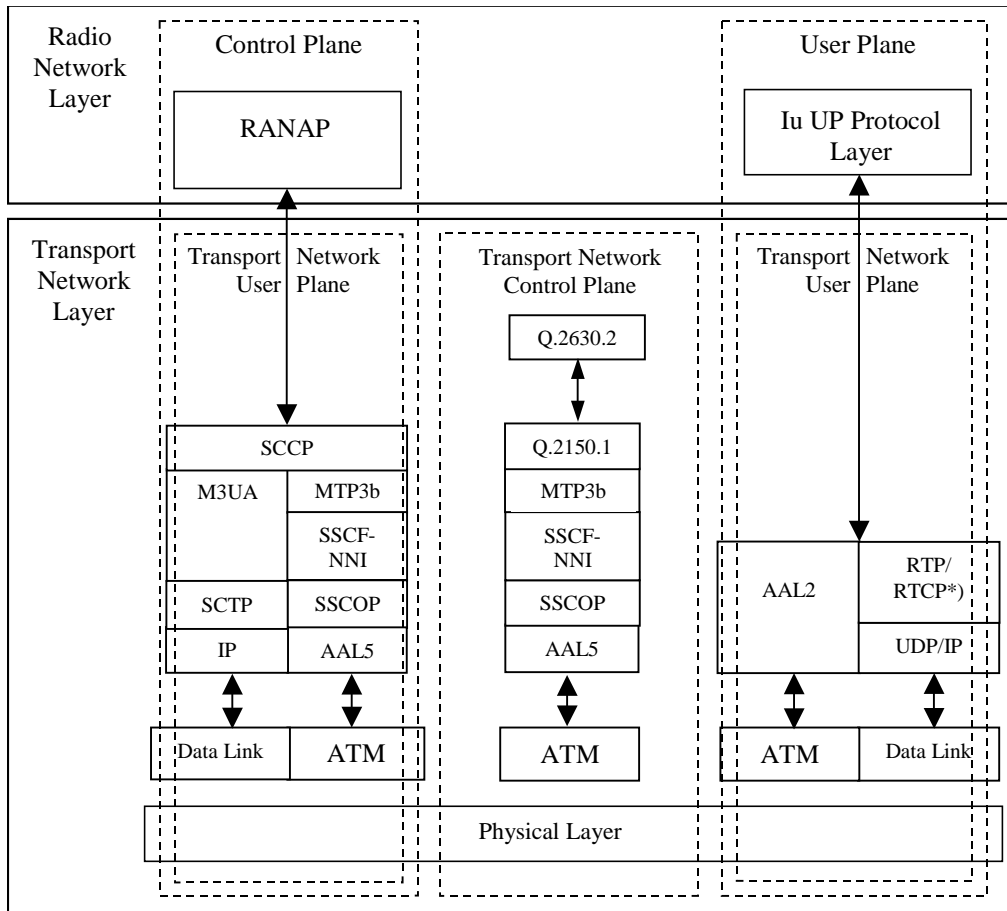 Radio
Network
Layer
Control Plane
User Plane
RANAP
Iu UP Protocol
Layer
Transport
Network
Layer
Transport Network
User Plane
Transport Network
Control Plane
Transport Network
User Plane
Q.2630.2
SCCP
M3UA
MTP3b
SSCF-
NNI
SCTP
SSCOP
IP
AAL5
Q.2150.1
MTP3b
SSCF-
NNI
SSCOP
AAL5
AAL2
RTP/
RTCP*)
UDP/IP
Data Link
ATM
ATM
ATM
Data Link
Physical Layer